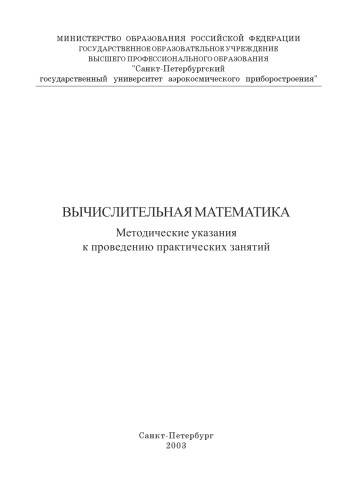 МИНИСТЕРСТВО ОБРАЗОВАНИЯ РОССИЙСКОЙ ФЕДЕРАЦИИ
ГОСУДАРСТВЕННОЕ ОБРАЗОВАТЕЛЬНОЕ УЧРЕЖДЕНИЕ
ВЫСШЕГО ПРОФЕССИОНАЛЬНОГО ОБРАЗОВАНИЯ
"Санкт-Петербургский
государственный университет аэрокосмического приборостроения"
ВЫЧИСЛИТЕЛЬНАЯ МАТЕМАТИКА
Методические указания
к проведению практических занятий
Санкт-Петербург
2003